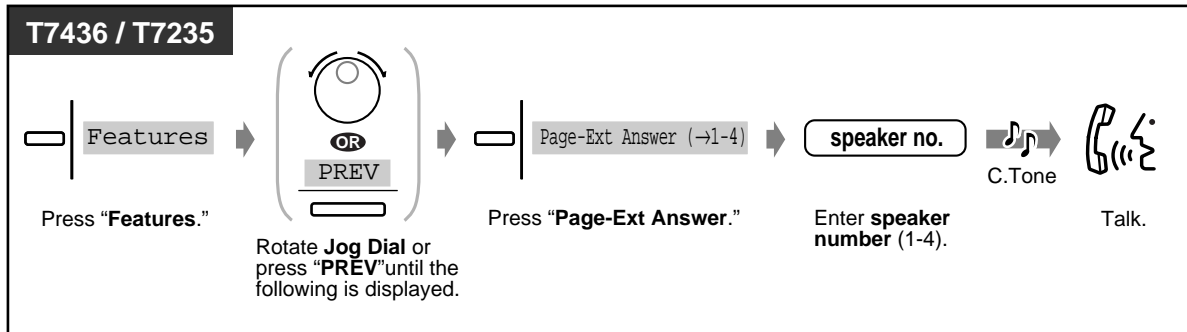 T7436 / T7235
Features
OR
PREV
Page-Ext Answer (→1-4)
speaker no.
C.Tone
Press “Features.”
Rotate Jog Dial or
press “PREV”until the
following is displayed.
Press “Page-Ext Answer.”
Enter speaker
number (1-4).
Talk.